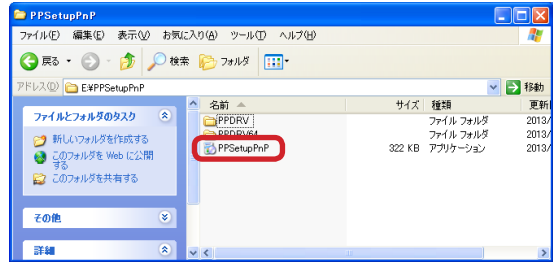 PPSetupPnP
ファイル(F) 編集(E) 表示(V) お気に入り(A) ツール(T) ヘルプ(H)
戻る 検索 フォルダ
アドレス(D) E:¥PPSetupPnP 移動
ファイルとフォルダのタスク
新しいフォルダを作成する
このフォルダを Web に公開
する
このフォルダを共有する
その他
詳細
名前 サイズ 種類 更新
PPDRV ファイル フォルダ 2013/
PPDRV64 ファイル フォルダ 2013/
PPSetupPnP 322 KB アプリケーション 2013/